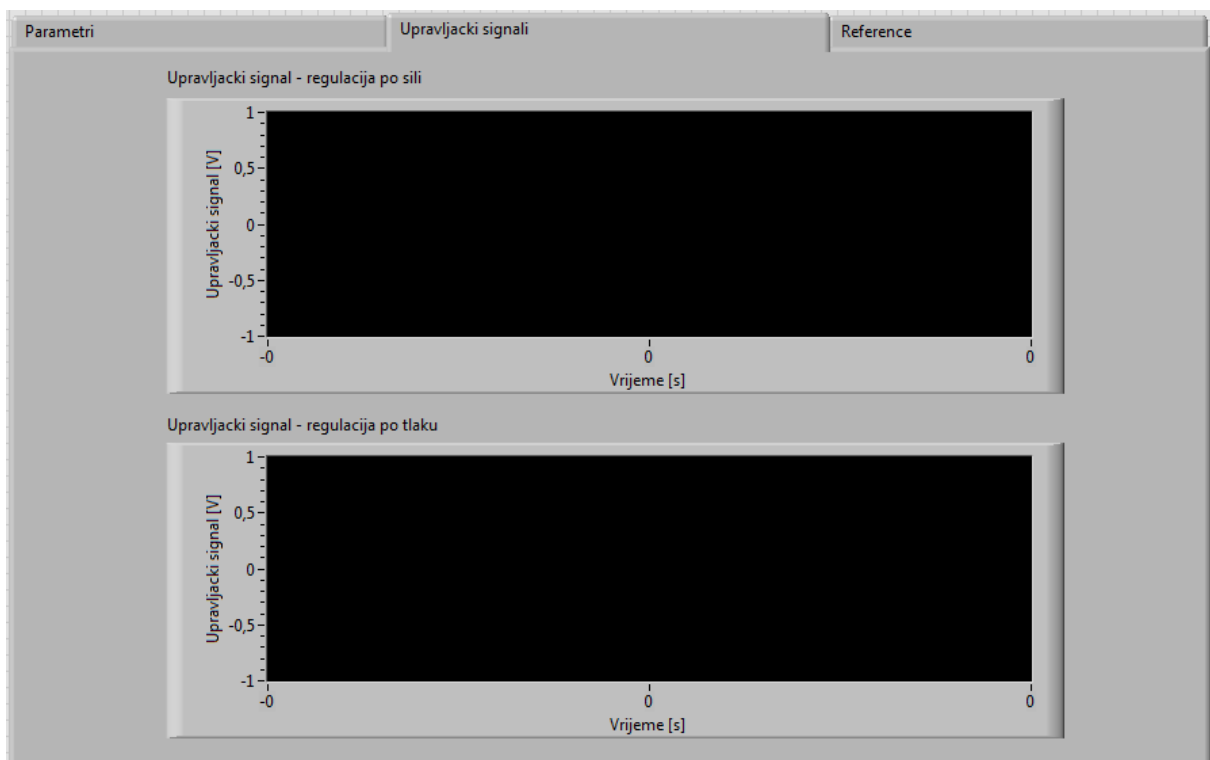 Parametri
Upravljacki signali
Reference
Upravljacki signal - regulacija po sili
Upravljacki signal [V]
1
0,5
0
-0,5
-1
-0
0
0
Vrijeme [s]
Upravljacki signal - regulacija po tlaku
Upravljacki signal [V]
1
0,5
0
-0,5
-1
-0
0
0
Vrijeme [s]